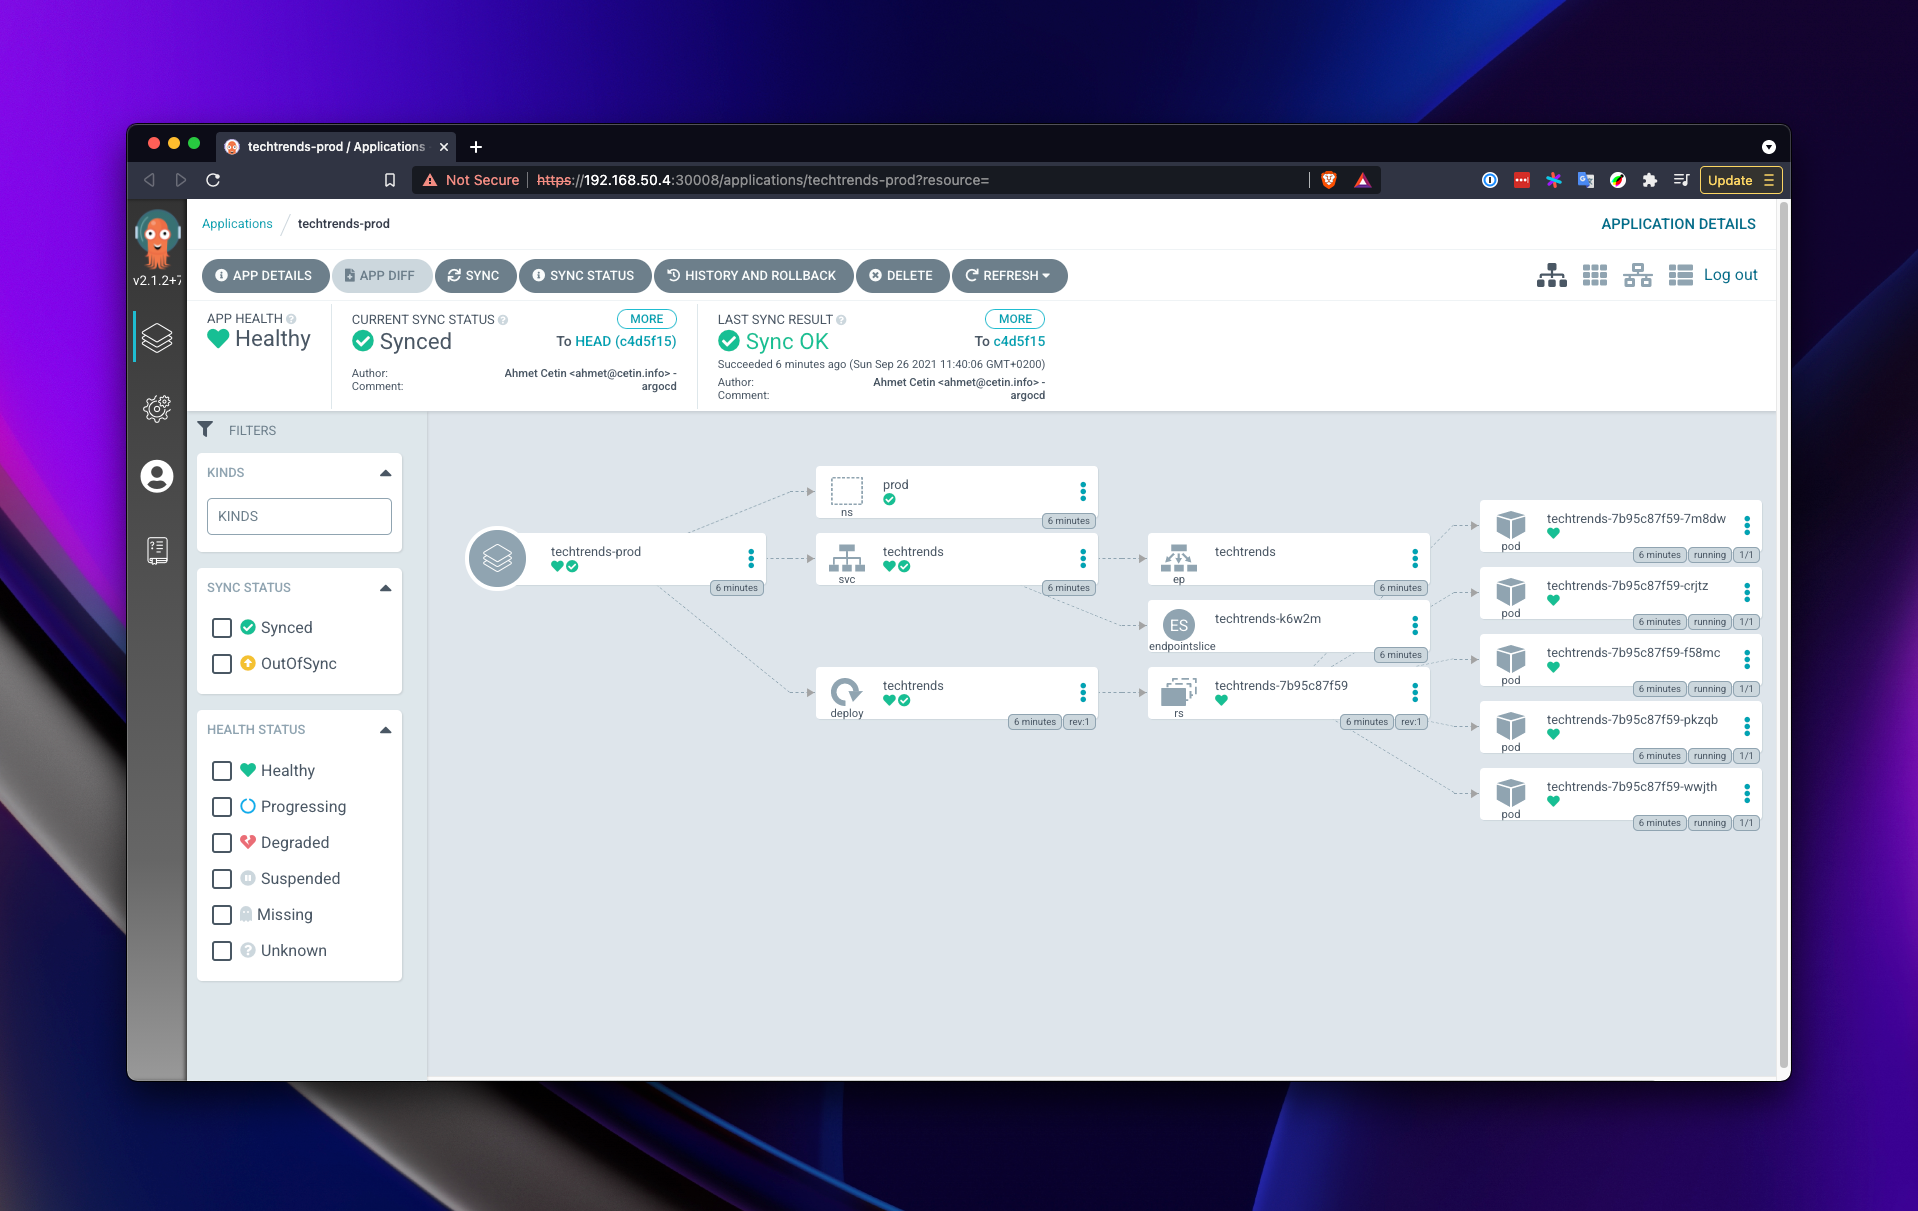 techtrends-prod / Applications
Not Secure https://192.168.50.4:30008/applications/techtrends-prod?resource=
Update
v2.1.2+7
Applications / techtrends-prod
APPLICATION DETAILS
APP DETAILS APP DIFF SYNC SYNC STATUS HISTORY AND ROLLBACK DELETE REFRESH
Log out
APP HEALTH
Healthy
CURRENT SYNC STATUS MORE
Synced To HEAD (c4d5f15)
Author: Ahmet Cetin <ahmet@cetin.info> -
Comment: argocd
LAST SYNC RESULT MORE
Sync OK To c4d5f15
Succeeded 6 minutes ago (Sun Sep 26 2021 11:40:06 GMT+0200)
Author: Ahmet Cetin <ahmet@cetin.info> -
Comment: argocd
FILTERS
KINDS
KINDS
SYNC STATUS
Synced
OutOfSync
HEALTH STATUS
Healthy
Progressing
Degraded
Suspended
Missing
Unknown
techtrends-prod
6 minutes
prod
ns
6 minutes
techtrends
svc
6 minutes
techtrends
deploy
6 minutes rev:1
techtrends
ep
6 minutes
ES
techtrends-k6w2m
endpointslice
6 minutes
techtrends-7b95c87f59
rs
6 minutes rev:1
techtrends-7b95c87f59-7m8dw
pod
6 minutes running 1/1
techtrends-7b95c87f59-crjtz
pod
6 minutes running 1/1
techtrends-7b95c87f59-f58mc
pod
6 minutes running 1/1
techtrends-7b95c87f59-pkzqb
pod
6 minutes running 1/1
techtrends-7b95c87f59-wwjth
pod
6 minutes running 1/1